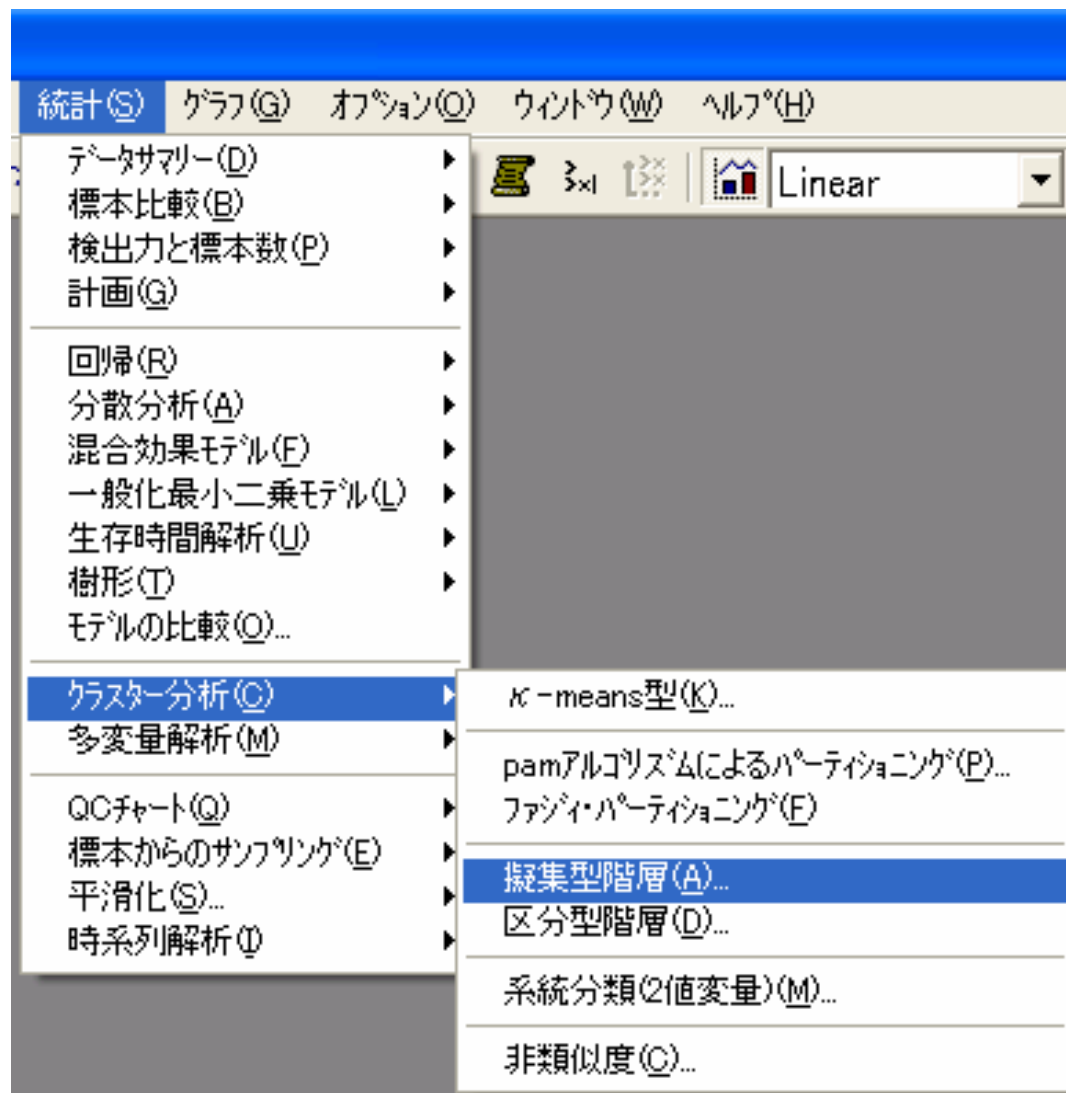 統計(S) グラフ(G) オプション(O) ウィンドウ(W) ヘルプ(H)
Linear
データサマリー(D)
標本比較(B)
検出力と標本数(P)
計画(G)
回帰(R)
分散分析(A)
混合効果モデル(F)
一般化最小二乗モデル(L)
生存時間解析(U)
樹形(T)
モデルの比較(O)...
クラスター分析(C)
多変量解析(M)
QCチャート(Q)
標本からのサンプリング(E)
平滑化(S)...
時系列解析(I)
K-means型(K)...
pamアルゴリズムによるパーティショニング(P)...
ファジィ・パーティショニング(F)
擬集型階層(A)...
区分型階層(D)...
系統分類(2値変量)(M)...
非類似度(C)...